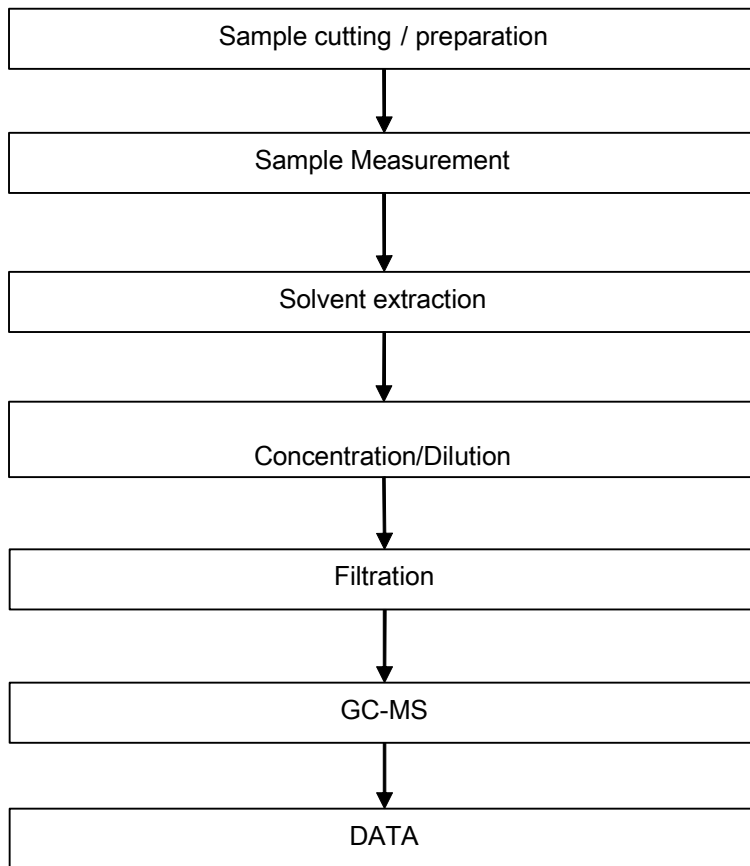 Sample cutting / preparation
Sample Measurement
Solvent extraction
Concentration/Dilution
Filtration
GC-MS
DATA